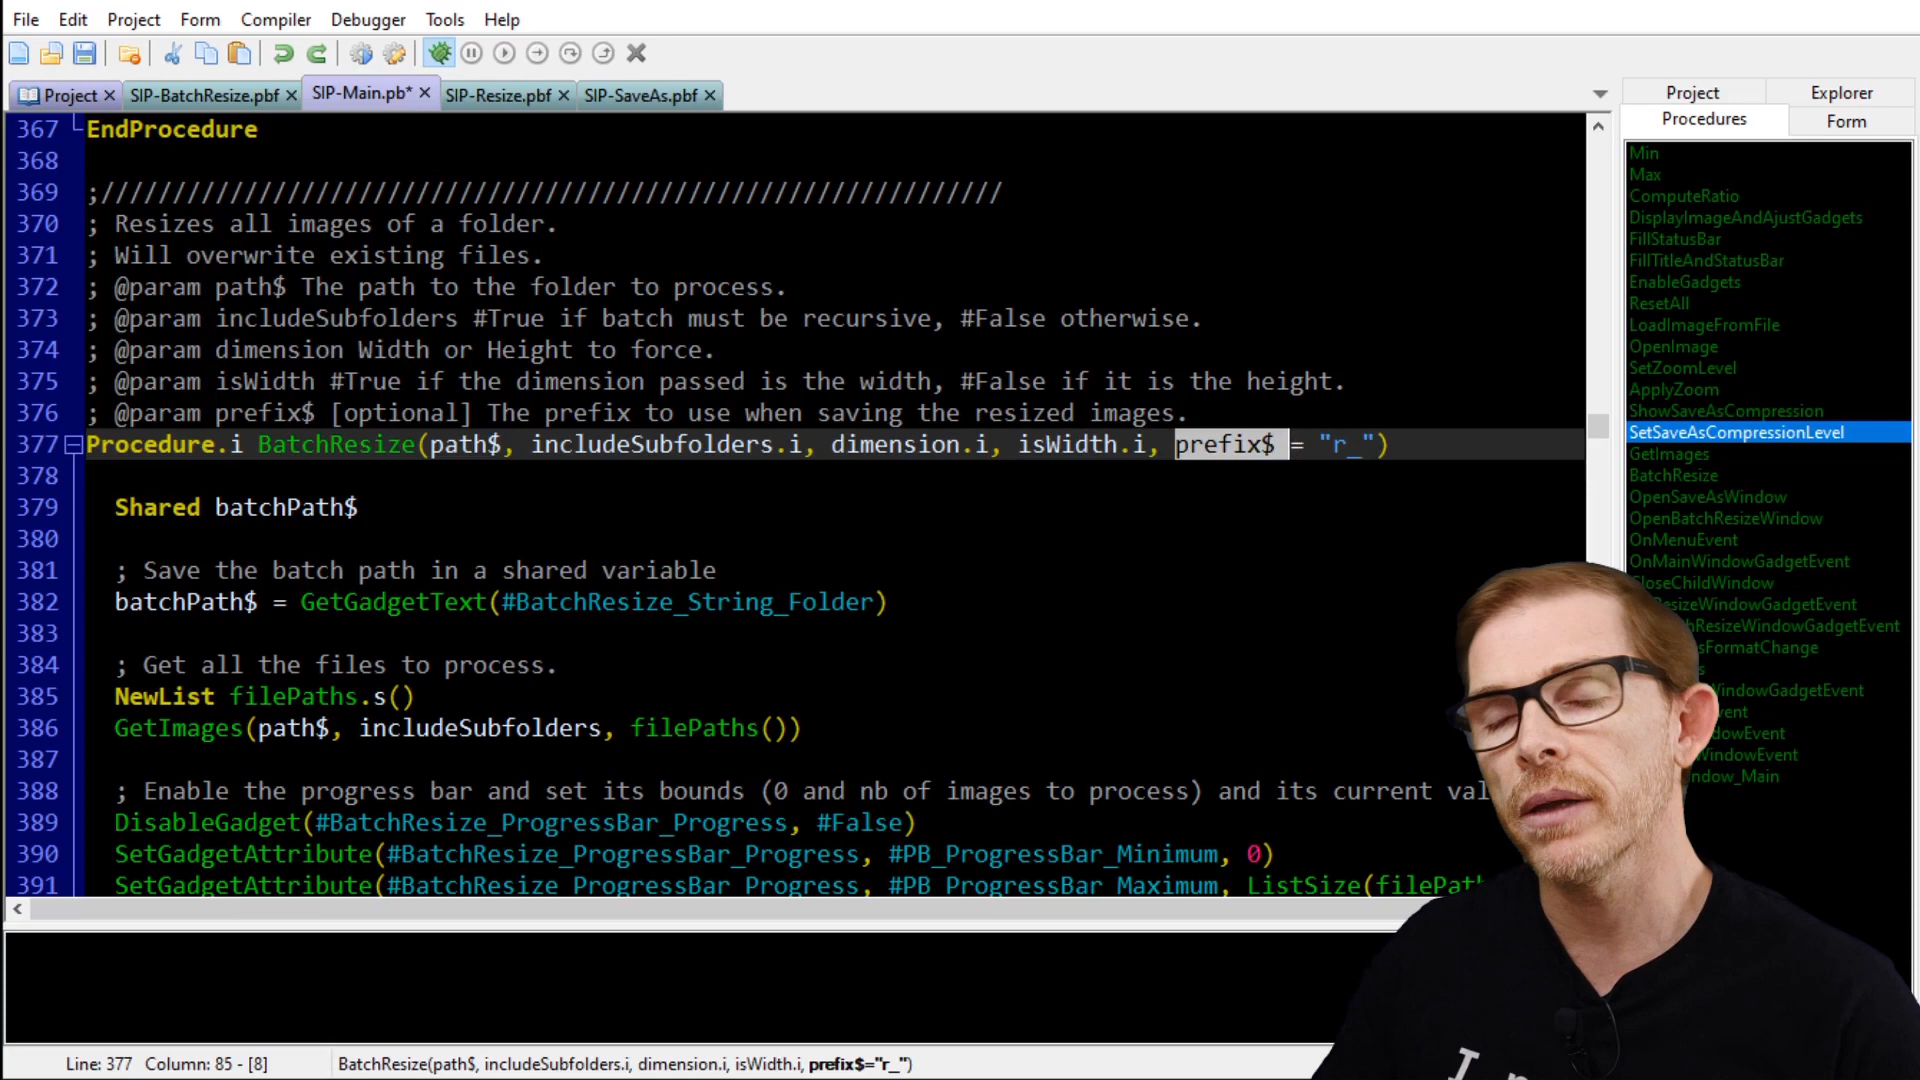 File Edit Project Form Compiler Debugger Tools Help
Project SIP-BatchResize.pbf SIP-Main.pb* SIP-Resize.pbf SIP-SaveAs.pbf
367 EndProcedure
368
369 ;///////////////////////////////////////////////////////////////
370 ; Resizes all images of a folder.
371 ; Will overwrite existing files.
372 ; @param path$ The path to the folder to process.
373 ; @param includeSubfolders #True if batch must be recursive, #False otherwise.
374 ; @param dimension Width or Height to force.
375 ; @param isWidth #True if the dimension passed is the width, #False if it is the height.
376 ; @param prefix$ [optional] The prefix to use when saving the resized images.
377 Procedure.i BatchResize(path$, includeSubfolders.i, dimension.i, isWidth.i, prefix$ = "r_")
378
379 Shared batchPath$
380
381 ; Save the batch path in a shared variable
382 batchPath$ = GetGadgetText(#BatchResize_String_Folder)
383
384 ; Get all the files to process.
385 NewList filePaths.s()
386 GetImages(path$, includeSubfolders, filePaths())
387
388 ; Enable the progress bar and set its bounds (0 and nb of images to process) and its current val
389 DisableGadget(#BatchResize_ProgressBar_Progress, #False)
390 SetGadgetAttribute(#BatchResize_ProgressBar_Progress, #PB_ProgressBar_Minimum, 0)
391 SetGadgetAttribute(#BatchResize_ProgressBar_Progress, #PB_ProgressBar_Maximum, ListSize(filePat
Line: 377 Column: 85 - [8] BatchResize(path$, includeSubfolders.i, dimension.i, isWidth.i, prefix$="r_")
Project Explorer
Procedures Form
Min
Max
ComputeRatio
DisplayImageAndAjustGadgets
FillStatusBar
FillTitleAndStatusBar
EnableGadgets
ResetAll
LoadImageFromFile
OpenImage
SetZoomLevel
ApplyZoom
ShowSaveAsCompression
SetSaveAsCompressionLevel
GetImages
BatchResize
OpenSaveAsWindow
OpenBatchResizeWindow
OnMenuEvent
OnMainWindowGadgetEvent
CloseChildWindow
esizeWindowGadgetEvent
hResizeWindowGadgetEvent
sFormatChange
s
WindowGadgetEvent
vent
dowEvent
WindowEvent
ndow_Main